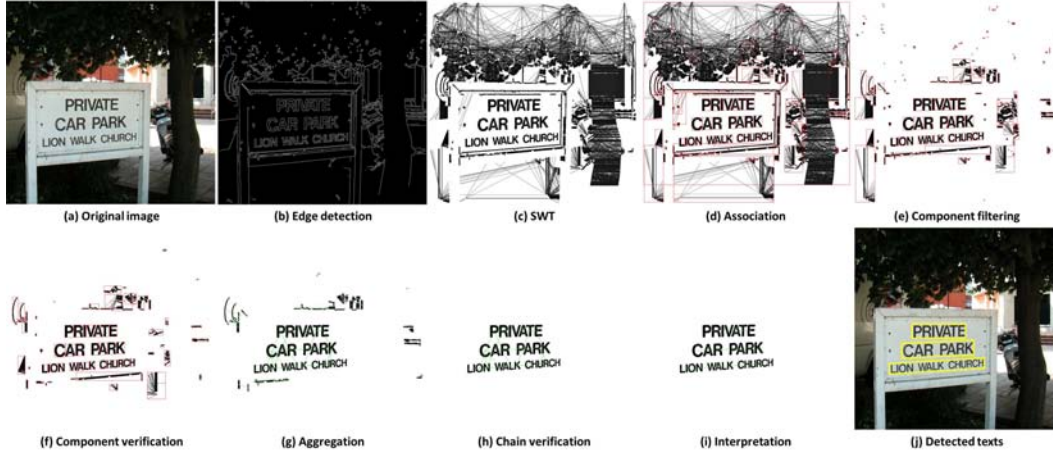 PRIVATE
CAR PARK
LION WALK CHURCH
PRIVATE
CAR PARK
LION WALK CHURCH
PRIVATE
CAR PARK
LION WALK CHURCH
PRIVATE
CAR PARK
LION WALK CHURCH
PRIVATE
CAR PARK
LION WALK CHURCH
(a) Original image
(b) Edge detection
(c) SWT
(d) Association
(e) Component filtering
PRIVATE
CAR PARK
LION WALK CHURCH
PRIVATE
CAR PARK
LION WALK CHURCH
PRIVATE
CAR PARK
LION WALK CHURCH
PRIVATE
CAR PARK
LION WALK CHURCH
PRIVATE
CAR PARK
LION WALK CHURCH
(f) Component verification
(g) Aggregation
(h) Chain verification
(i) Interpretation
(j) Detected texts